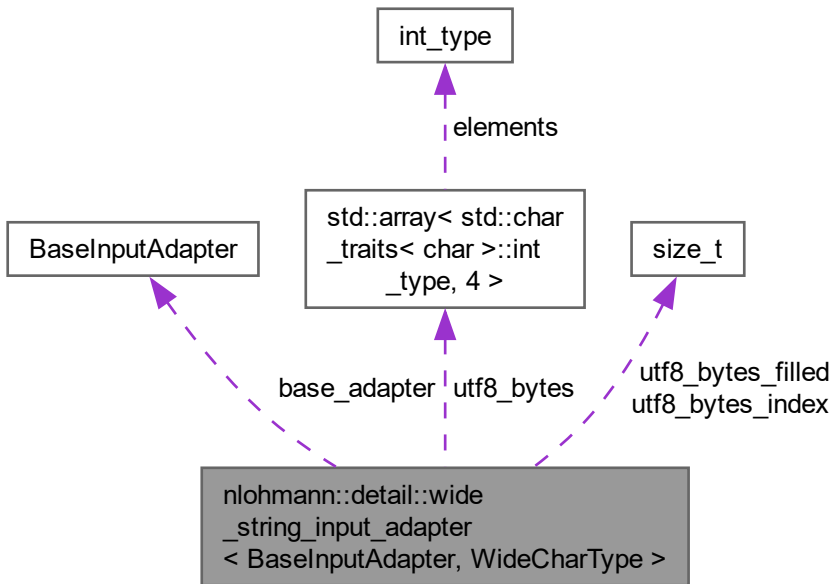 int_type
elements
std::array< std::char
_traits< char >::int
_type, 4 >
BaseInputAdapter
size_t
base_adapter
utf8_bytes
utf8_bytes_filled
utf8_bytes_index
nlohmann::detail::wide
_string_input_adapter
< BaseInputAdapter, WideCharType >